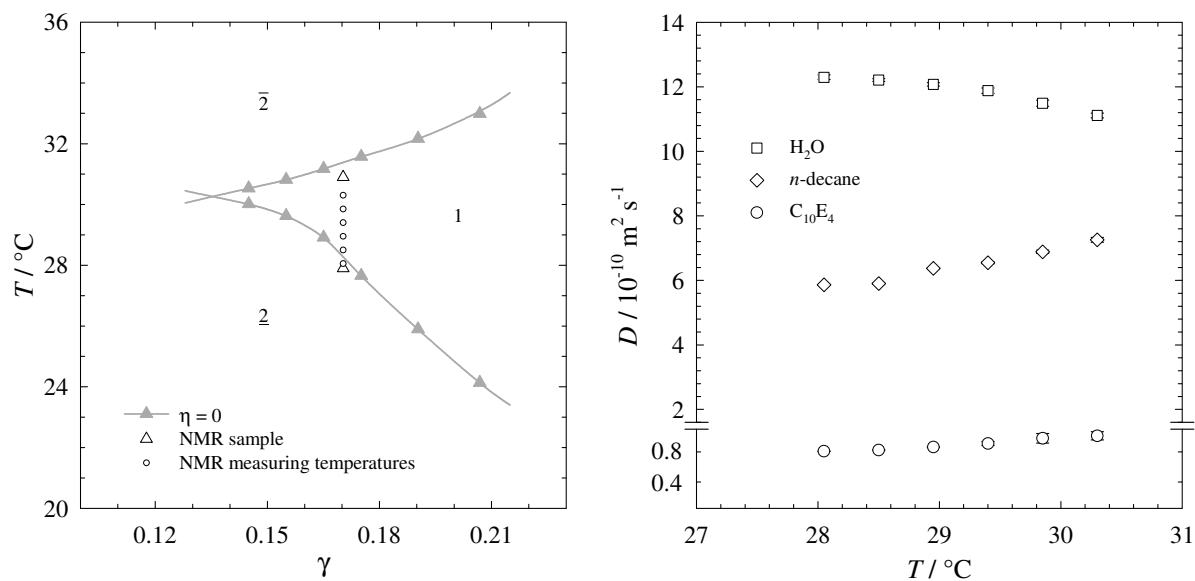 36
32
28
24
20
T / °C
0.12
0.15
0.18
0.21
γ
2̅
1
2̲
η = 0
NMR sample
NMR measuring temperatures
14
12
10
8
6
4
2
0.8
0.4
D / 10⁻¹⁰ m² s⁻¹
H₂O
n-decane
C₁₀E₄
27
28
29
30
31
T / °C